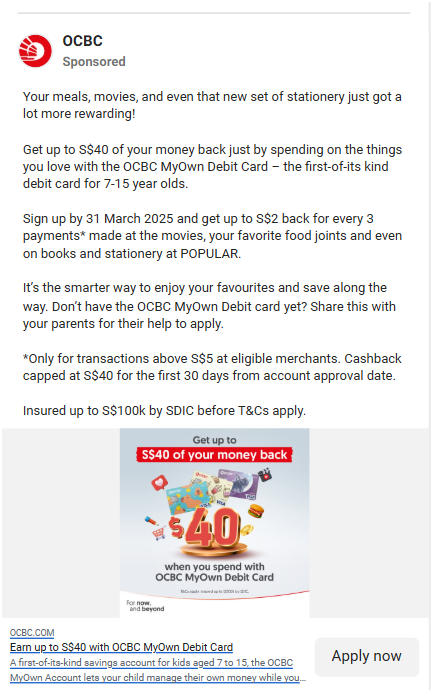 OCBC
Sponsored
Your meals, movies, and even that new set of stationery just got a
lot more rewarding!
Get up to S$40 of your money back just by spending on the things
you love with the OCBC MyOwn Debit Card – the first-of-its kind
debit card for 7-15 year olds.
Sign up by 31 March 2025 and get up to S$2 back for every 3
payments* made at the movies, your favorite food joints and even
on books and stationery at POPULAR.
It's the smarter way to enjoy your favourites and save along the
way. Don't have the OCBC MyOwn Debit card yet? Share this with
your parents for their help to apply.
*Only for transactions above S$5 at eligible merchants. Cashback
capped at S$40 for the first 30 days from account approval date.
Insured up to S$100k by SDIC before T&Cs apply.
Get up to
S$40 of your money back
VISA
$40
when you spend with
OCBC MyOwn Debit Card
T&Cs apply. Insured up to S$100k by SDIC.
For now,
and beyond
OCBC.COM
Earn up to S$40 with OCBC MyOwn Debit Card
A first-of-its-kind savings account for kids aged 7 to 15, the OCBC
MyOwn Account lets your child manage their own money while you...
Apply now